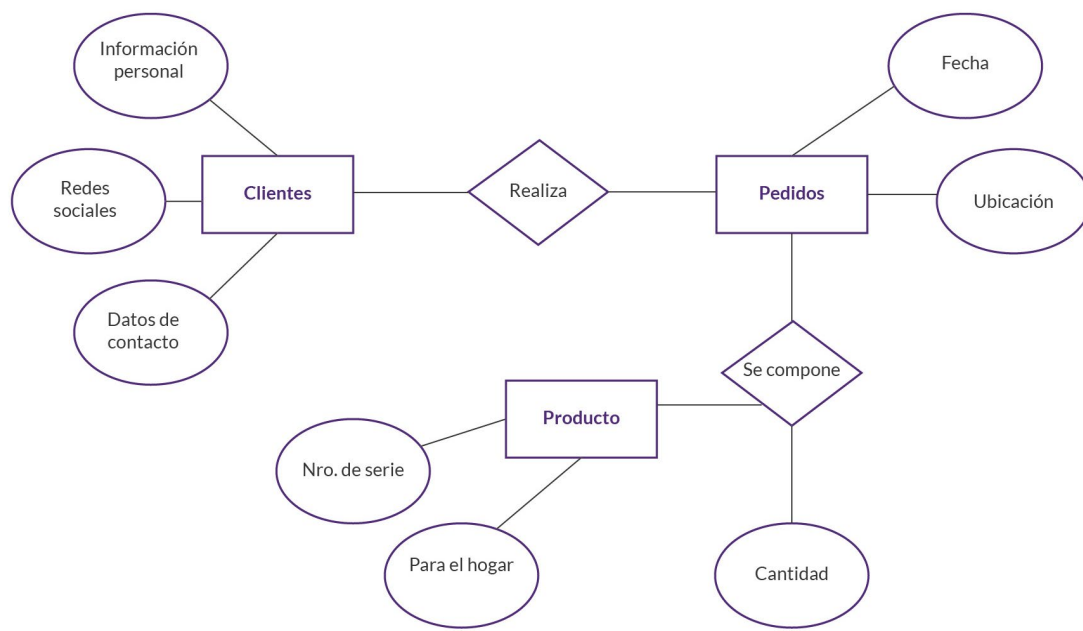 Información
personal
Fecha
Redes
sociales
Clientes
Realiza
Pedidos
Ubicación
Datos de
contacto
Se compone
Producto
Nro. de serie
Para el hogar
Cantidad